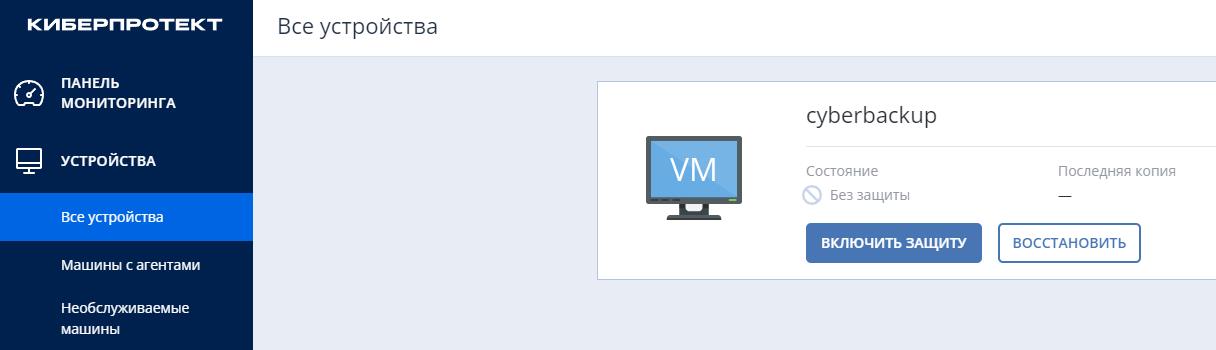 КИБЕРПРОТЕКТ
Все устройства
ПАНЕЛЬ
МОНИТОРИНГА
УСТРОЙСТВА
Все устройства
Машины с агентами
Необслуживаемые
машины
VM
cyberbackup
Состояние Последняя копия
Без защиты —
ВКЛЮЧИТЬ ЗАЩИТУ ВОССТАНОВИТЬ